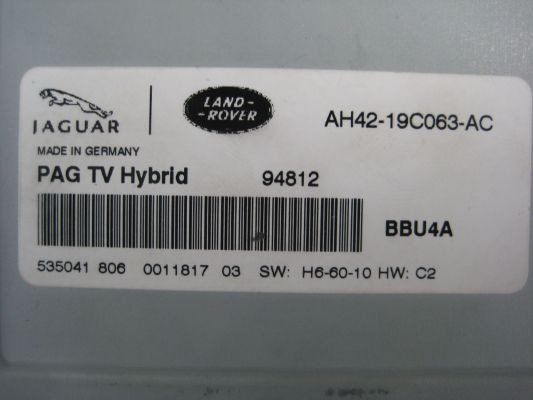 JAGUAR
LAND-
-ROVER
AH42-19C063-AC
MADE IN GERMANY
PAG TV Hybrid 94812
BBU4A
535041 806 0011817 03 SW: H6-60-10 HW: C2